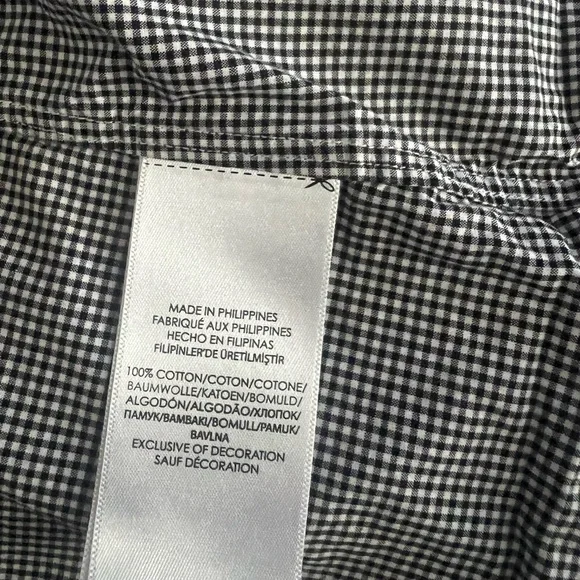 MADE IN PHILIPPINES
FABRIQUÉ AUX PHILIPPINES
HECHO EN FILIPINAS
FİLİPİNLER'DE ÜRETİLMİŞTİR
100% COTTON/COTON/COTONE/
BAUMWOLLE/KATOEN/BOMULD/
ALGODÓN/ALGODÃO/ХЛОПОК/
ПАМУК/ΒΑΜΒΑΚΙ/BOMULL/PAMUK/
BAVLNA
EXCLUSIVE OF DECORATION
SAUF DÉCORATION